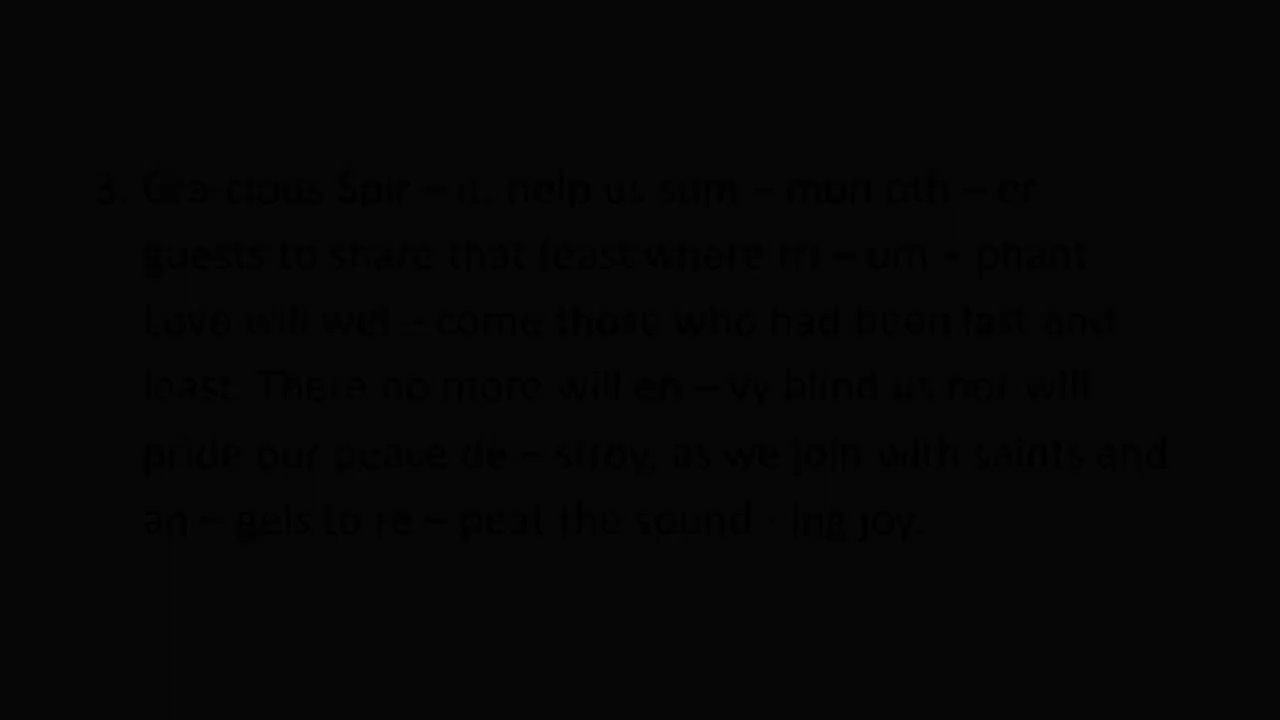 3. Gra-cious Spir – it, help us sum – mon oth – er
guests to share that feast where tri – um – phant
Love will wel – come those who had been last and
least. There no more will en – vy blind us nor will
pride our peace de – stroy, as we join with saints and
an – gels to re – peat the sound - ing joy.